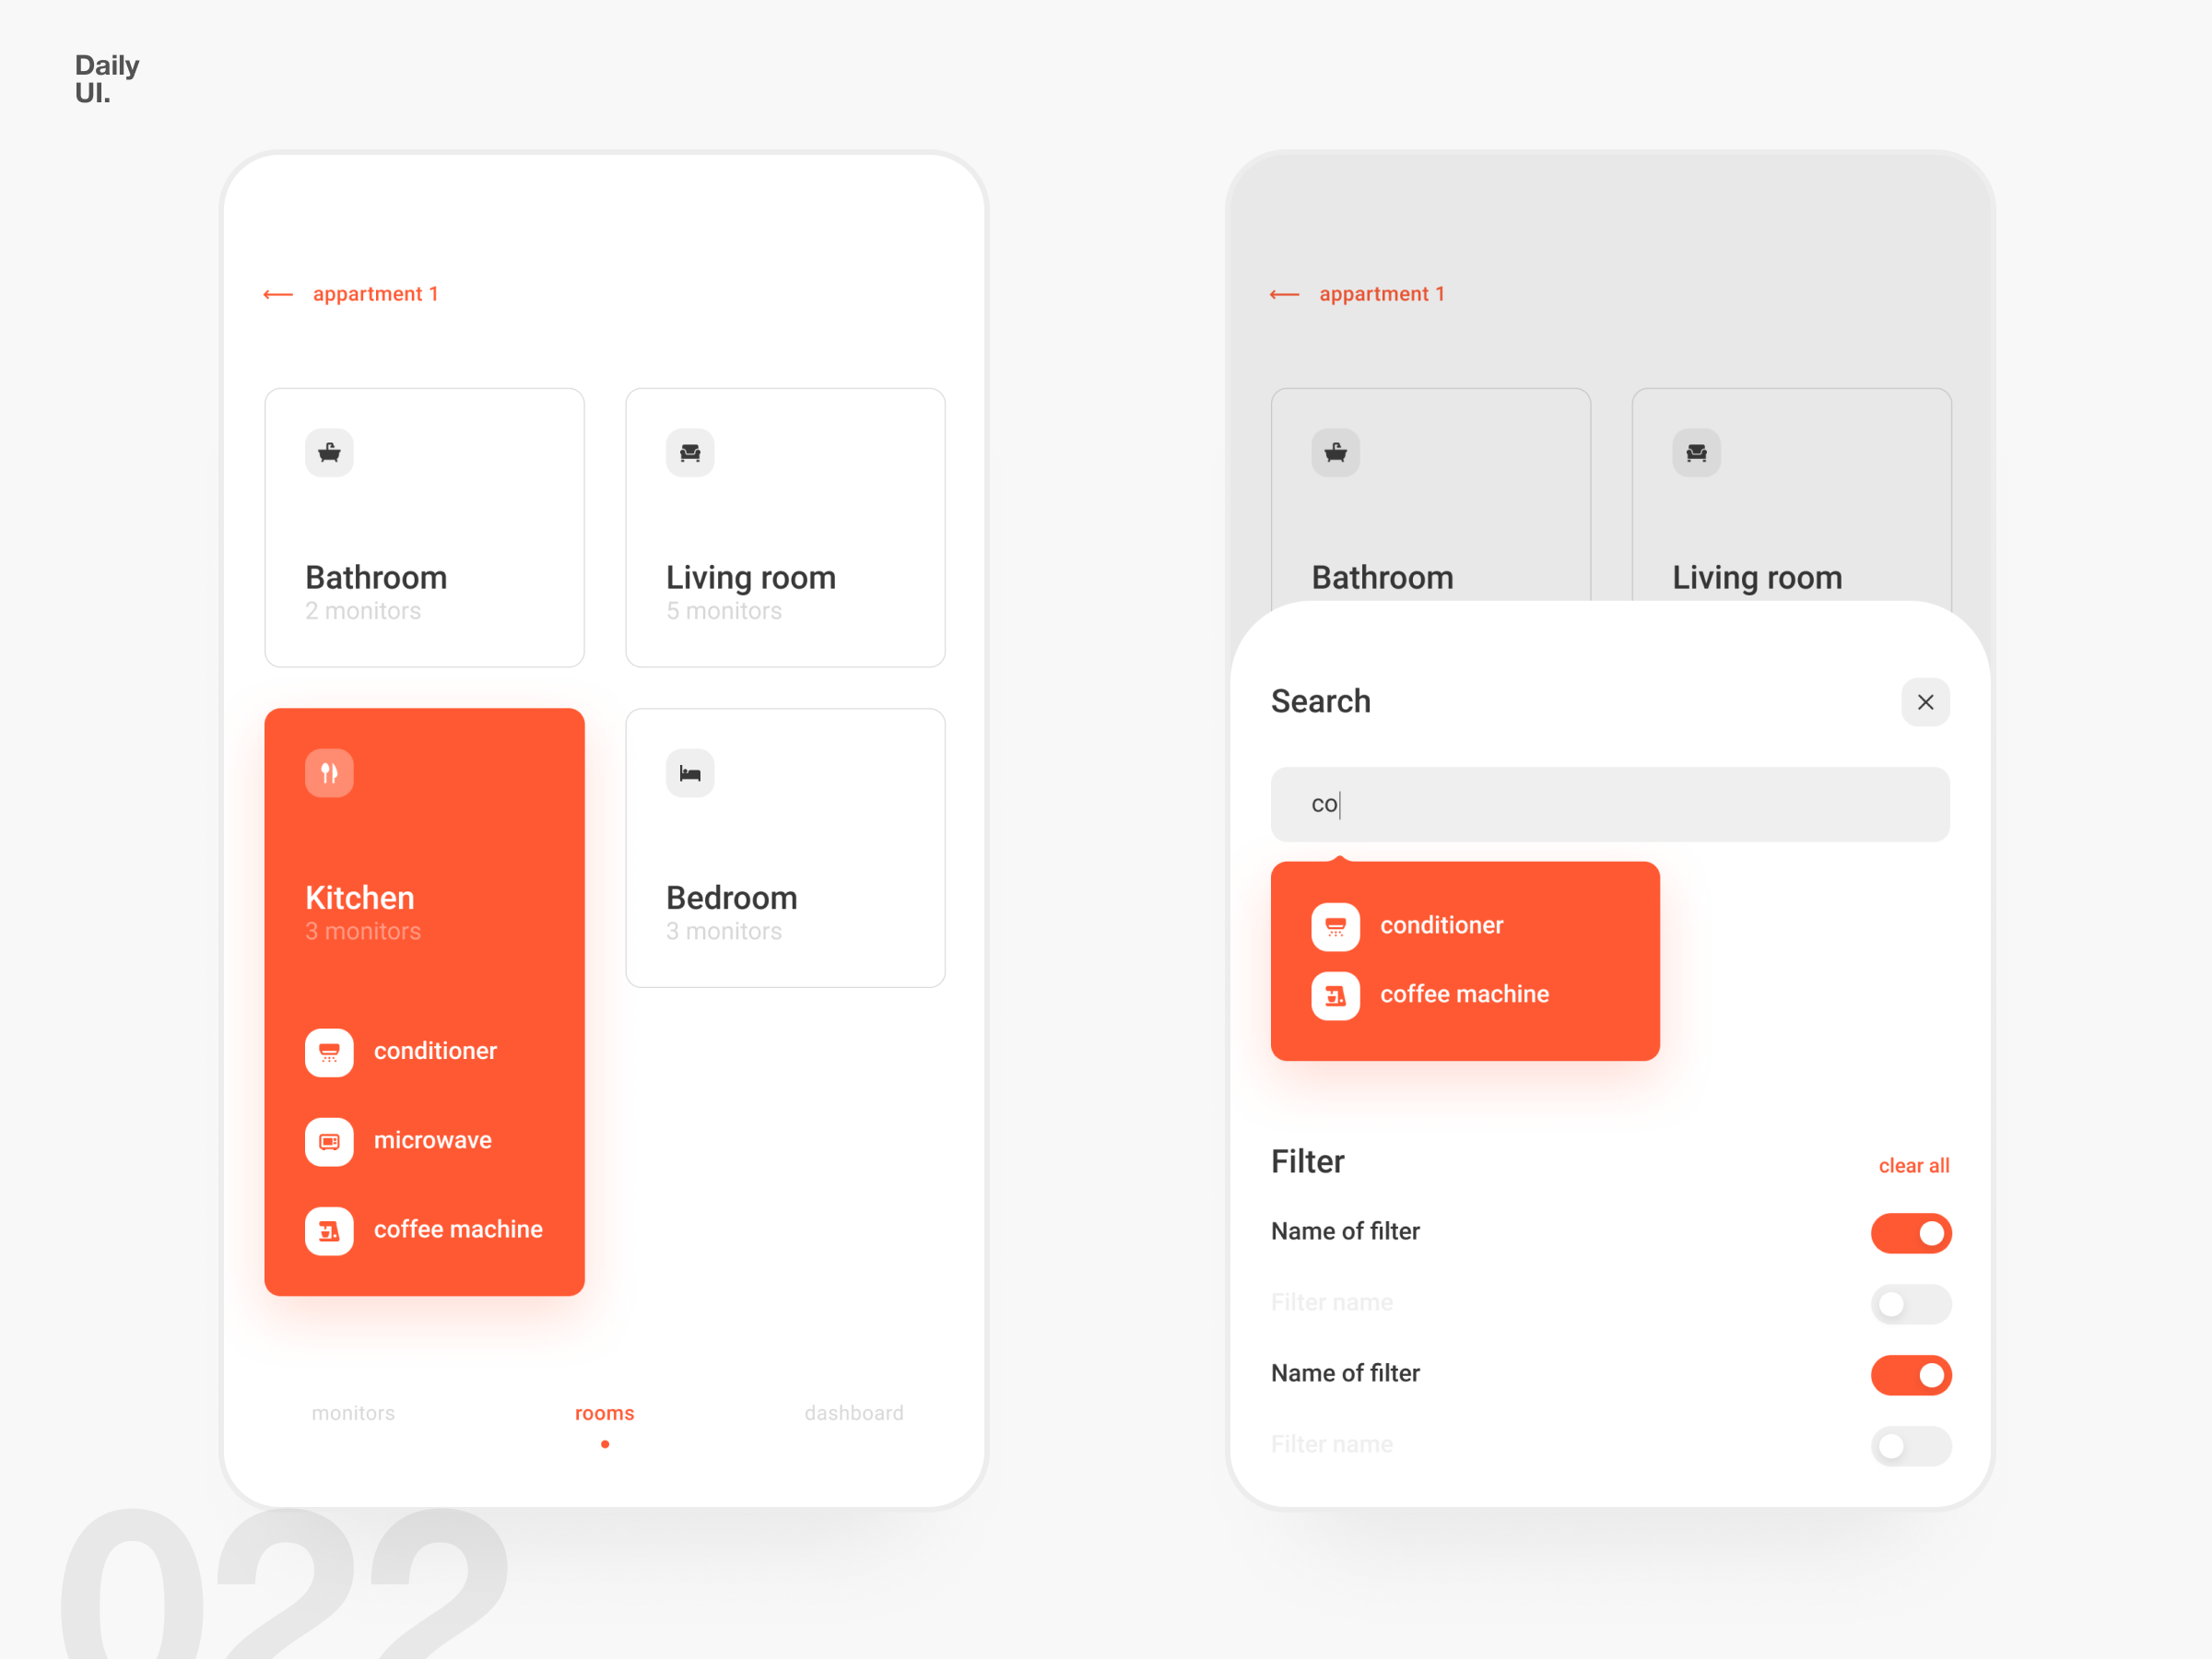 Daily
UI.
appartment 1
Bathroom
2 monitors
Living room
5 monitors
Kitchen
3 monitors
conditioner
microwave
coffee machine
Bedroom
3 monitors
monitors
rooms
dashboard
appartment 1
Bathroom
Living room
Search
co
conditioner
coffee machine
Filter
clear all
Name of filter
Filter name
Name of filter
Filter name
022